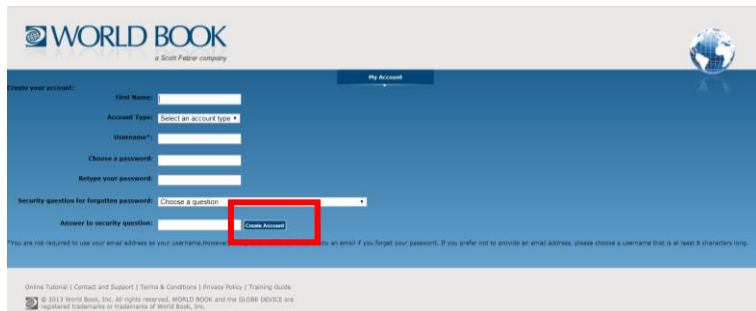 WORLD BOOK
a Scott Fetzer company
My Account
Create your account:
First Name:
Account Type: Select an account type
Username*:
Choose a password:
Retype your password:
Security question for forgotten password: Choose a question
Answer to security question: Create Account
*You are not required to use your email address as your username.However you an email if you forget your password. If you prefer not to provide an email address, please choose a username that is at least 6 characters long.
Online Tutorial | Contact and Support | Terms & Conditions | Privacy Policy | Training Guide
© 2013 World Book, Inc. All rights reserved. WORLD BOOK and the GLOBE DEVICE are
registered trademarks or trademarks of World Book, Inc.